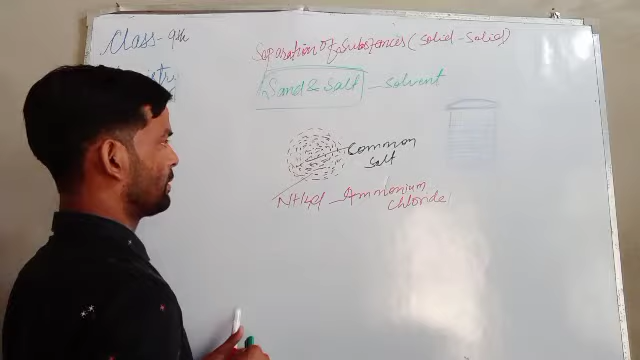 Class-9th
Separation of Substances (Solid-Solid)
Sand & Salt - Solvent
Common
Salt
NH4Cl - Ammonium
Chloride